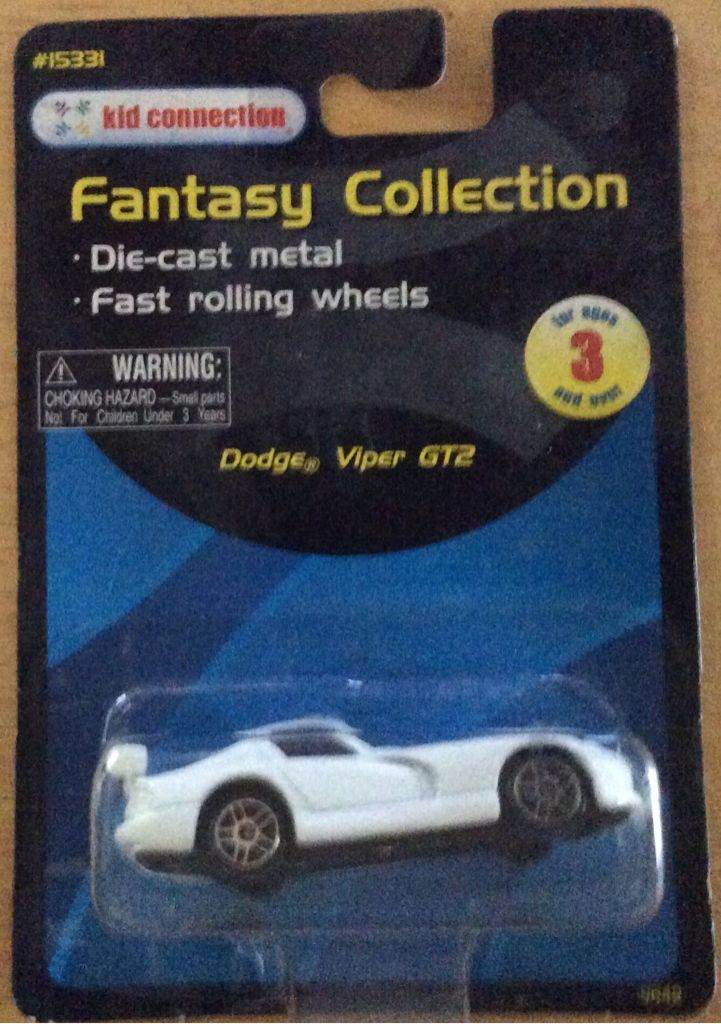 #15331
kid connection
Fantasy Collection
· Die-cast metal
· Fast rolling wheels
for ages
3
and over
WARNING:
CHOKING HAZARD — Small parts
Not For Children Under 3 Years
Dodge® Viper GT2